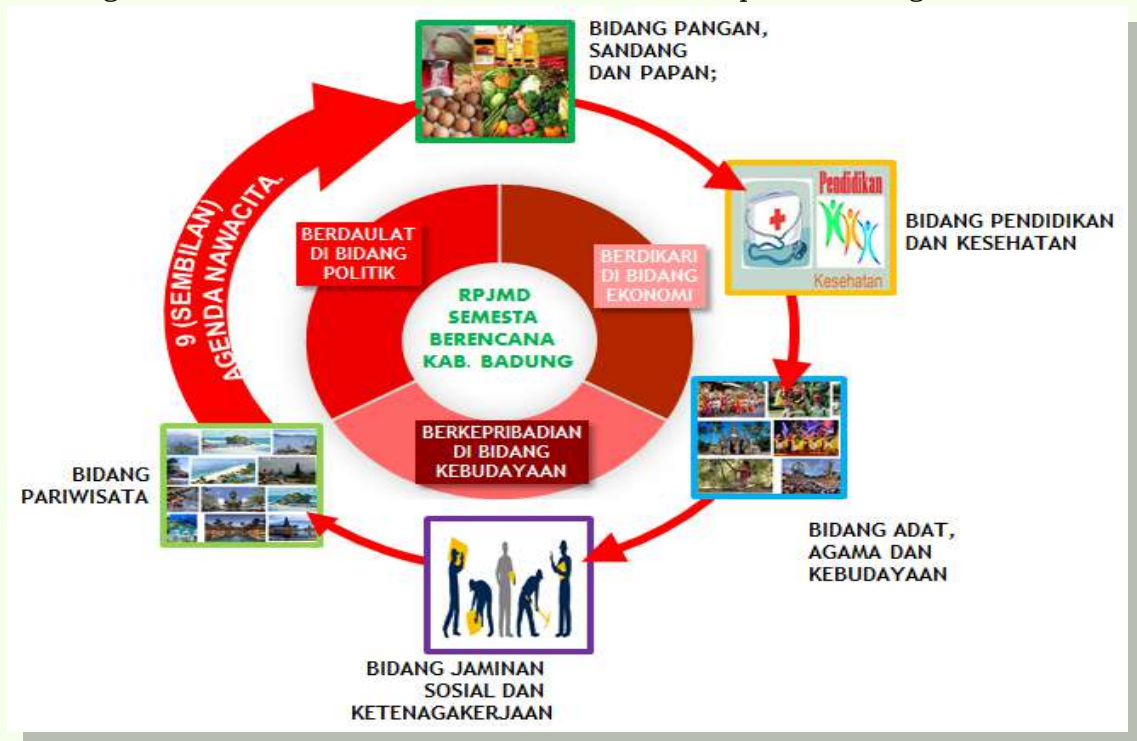 BIDANG PANGAN,
SANDANG
DAN PAPAN;
Pendidikan
Kesehatan
BIDANG PENDIDIKAN
DAN KESEHATAN
9 (SEMBILAN)
AGENDA NAWACITA.
BERDAULAT
DI BIDANG
POLITIK
BERDIKARI
DI BIDANG
EKONOMI
RPJMD
SEMESTA
BERENCANA
KAB. BADUNG
BERKEPRIBADIAN
DI BIDANG
KEBUDAYAAN
BIDANG
PARIWISATA
BIDANG ADAT,
AGAMA DAN
KEBUDAYAAN
BIDANG JAMINAN
SOSIAL DAN
KETENAGAKERJAAN